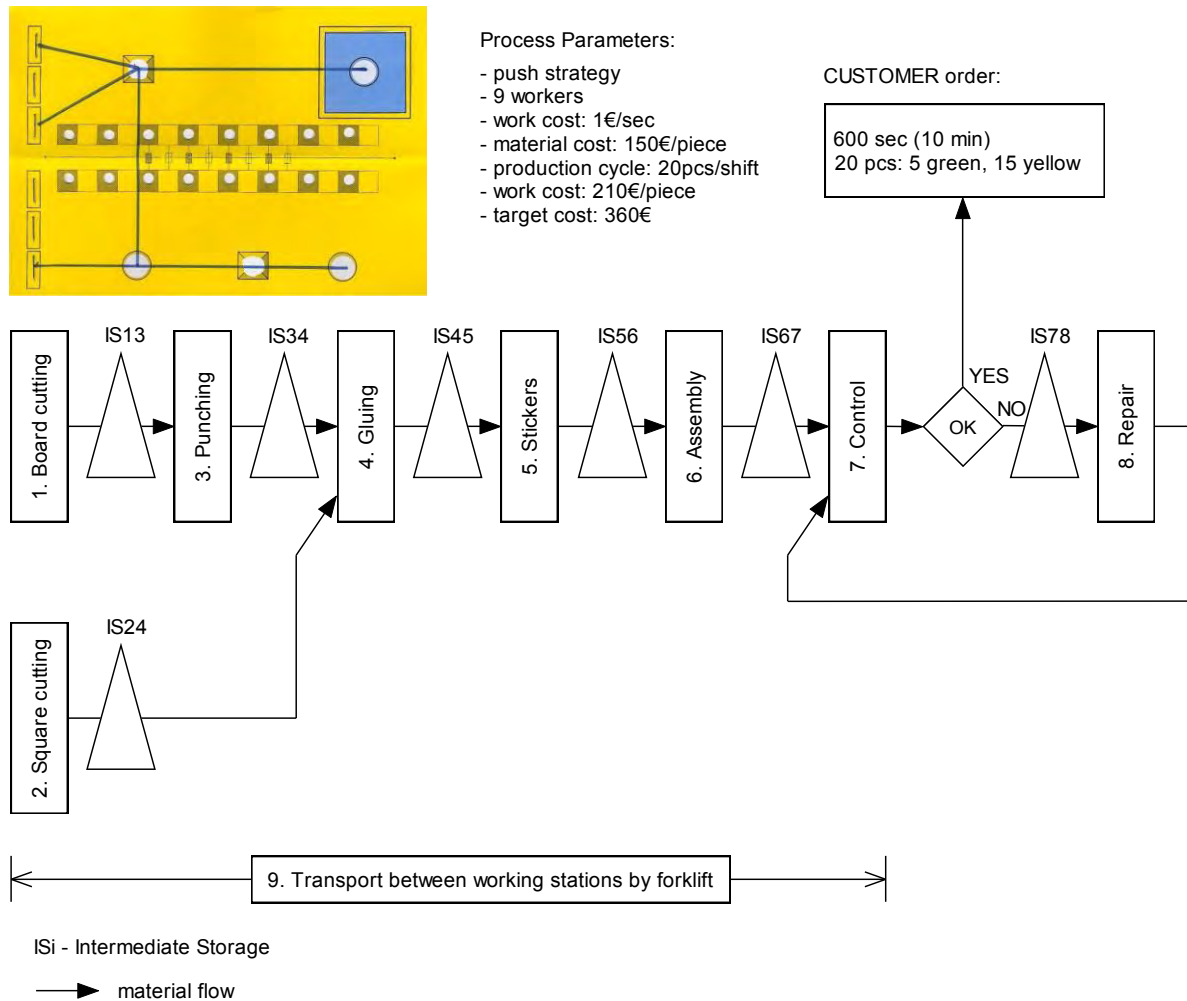 Process Parameters:
- push strategy
- 9 workers
- work cost: 1€/sec
- material cost: 150€/piece
- production cycle: 20pcs/shift
- work cost: 210€/piece
- target cost: 360€
CUSTOMER order:
600 sec (10 min)
20 pcs: 5 green, 15 yellow
1. Board cutting
IS13
3. Punching
IS34
4. Gluing
IS45
5. Stickers
IS56
6. Assembly
IS67
7. Control
OK
YES
NO
IS78
8. Repair
2. Square cutting
IS24
9. Transport between working stations by forklift
ISi - Intermediate Storage
material flow